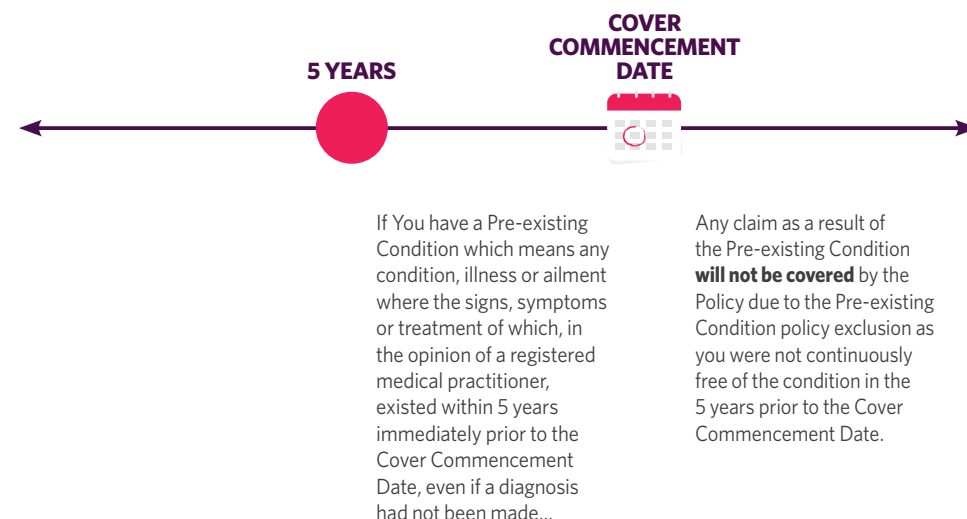 5 YEARS
COVER
COMMENCEMENT
DATE
If You have a Pre-existing
Condition which means any
condition, illness or ailment
where the signs, symptoms
or treatment of which, in
the opinion of a registered
medical practitioner,
existed within 5 years
immediately prior to the
Cover Commencement
Date, even if a diagnosis
had not been made...
Any claim as a result of
the Pre-existing Condition
will not be covered by the
Policy due to the Pre-existing
Condition policy exclusion as
you were not continuously
free of the condition in the
5 years prior to the Cover
Commencement Date.